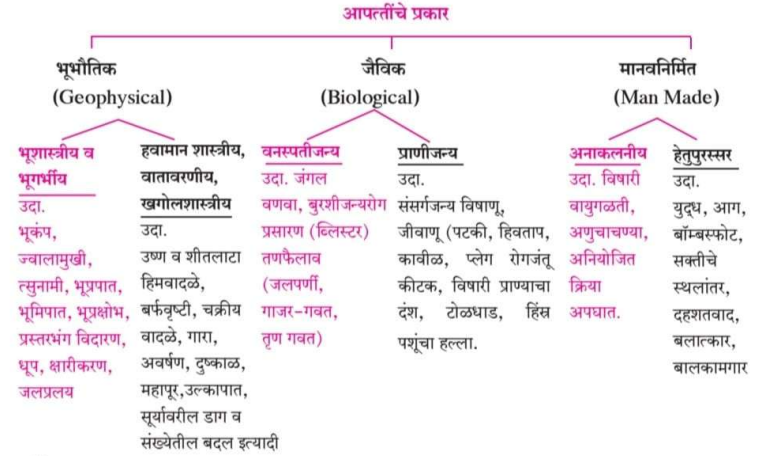 आपत्तींचे प्रकार
भूभौतिक
(Geophysical)
जैविक
(Biological)
मानवनिर्मित
(Man Made)
भूशास्त्रीय व
भूगर्भीय
उदा.
भूकंप,
ज्वालामुखी,
त्सुनामी, भूप्रपात,
भूमिपात, भूप्रक्षोभ,
प्रस्तरभंग विदारण,
धूप, क्षारीकरण,
जलप्रलय
हवामान शास्त्रीय,
वातावरणीय,
खगोलशास्त्रीय
उदा.
उष्ण व शीतलाटा
हिमवादळे,
बर्फवृष्टी, चक्रीय
वादळे, गारा,
अवर्षण, दुष्काळ,
महापूर,उल्कापात,
सूर्यावरील डाग व
संख्येतील बदल इत्यादी
वनस्पतीजन्य
उदा. जंगल
वणवा, बुरशीजन्यरोग
प्रसारण (ब्लिस्टर)
तणफैलाव
(जलपर्णी,
गाजर-गवत,
तृण गवत)
प्राणीजन्य
उदा.
संसर्गजन्य विषाणू,
जीवाणू (पटकी, हिवताप,
कावीळ, प्लेग रोगजंतू
कीटक, विषारी प्राण्याचा
दंश, टोळधाड, हिंस्र
पशूंचा हल्ला.
अनाकलनीय
उदा. विषारी
वायुगळती,
अणुचाचण्या,
अनियोजित
क्रिया
अपघात.
हेतुपुरस्सर
उदा.
युद्ध, आग,
बॉम्बस्फोट,
सक्तीचे
स्थलांतर,
दहशतवाद,
बलात्कार,
बालकामगार